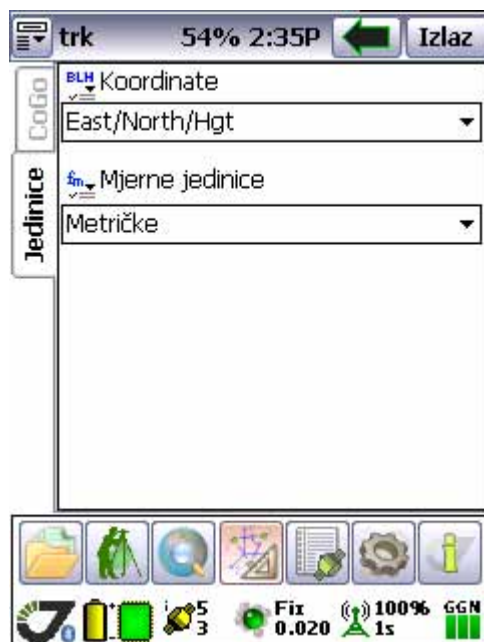 trk 54% 2:35P Izlaz
CoGo
Jedinice
BLH Koordinate
East/North/Hgt
fm Mjerne jedinice
Metričke
5
3
Fix
0.020
100%
1s
GGN